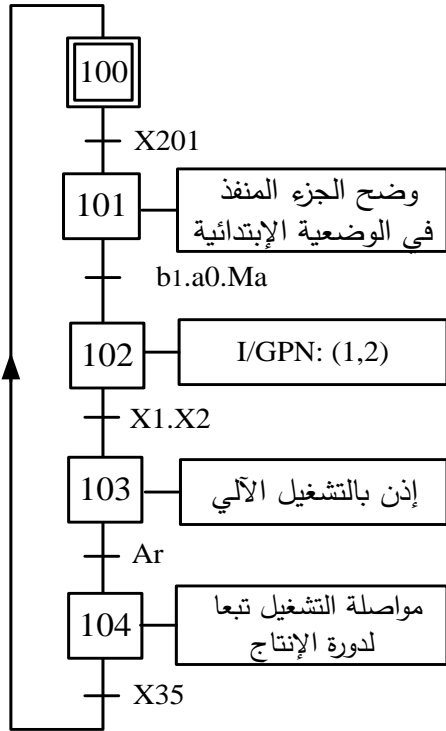 100
X201
101
وضح الجزء المنفذ
في الوضعية الإبتدائية
b1.a0.Ma
102
I/GPN: (1,2)
X1.X2
103
إذن بالتشغيل الآلي
Ar
104
مواصلة التشغيل تبعا
لدورة الإنتاج
X35